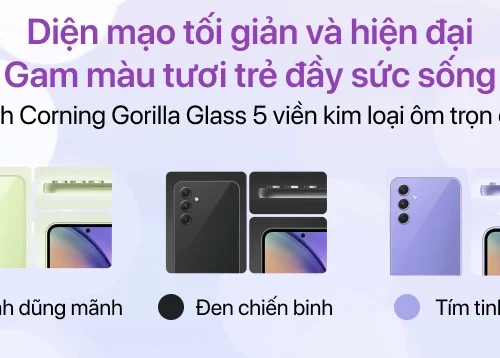 Diện mạo tối giản và hiện đại
Gam màu tươi trẻ đầy sức sống
Corning Gorilla Glass 5 viền kim loại ôm trọn
dũng mãnh
Đen chiến binh
Tím